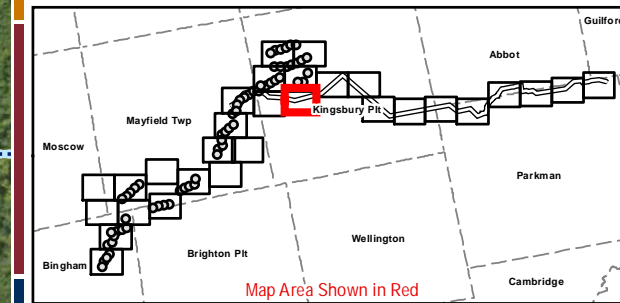 Guilford
Abbot
Kingsbury Plt
Mayfield Twp
Moscow
Parkman
Wellington
Brighton Plt
Bingham
Cambridge
Map Area Shown in Red